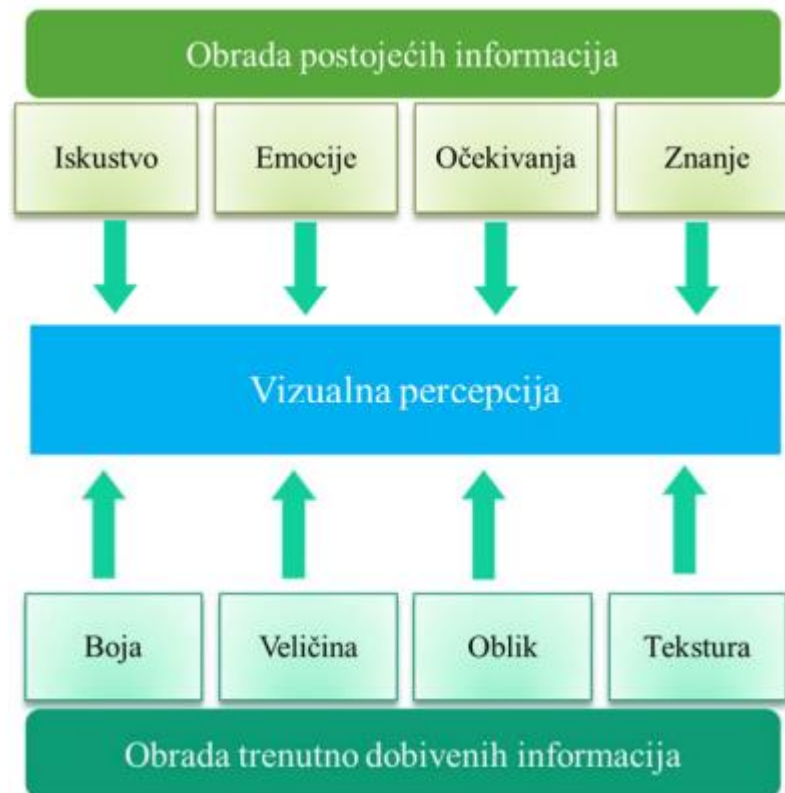 Obrada postojećih informacija
Iskustvo
Emocije
Očekivanja
Znanje
Vizualna percepcija
Boja
Veličina
Oblik
Tekstura
Obrada trenutno dobivenih informacija